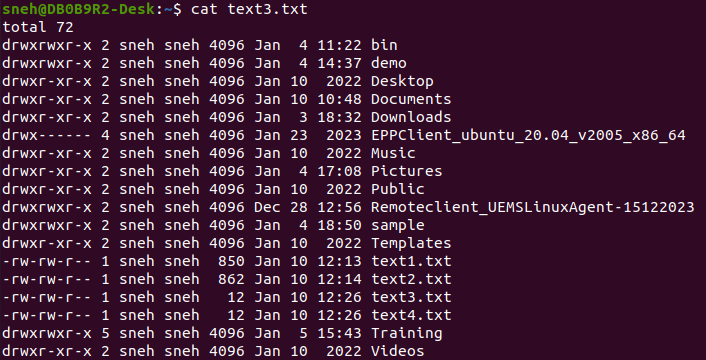 sneh@DB0B9R2-Desk:~$ cat text3.txt
total 72
drwxrwxr-x 2 sneh sneh 4096 Jan  4 11:22 bin
drwxrwxr-x 2 sneh sneh 4096 Jan  4 14:37 demo
drwxr-xr-x 2 sneh sneh 4096 Jan 10  2022 Desktop
drwxr-xr-x 2 sneh sneh 4096 Jan 10 10:48 Documents
drwxr-xr-x 2 sneh sneh 4096 Jan  3 18:32 Downloads
drwx------ 4 sneh sneh 4096 Jan 23  2023 EPPClient_ubuntu_20.04_v2005_x86_64
drwxr-xr-x 2 sneh sneh 4096 Jan 10  2022 Music
drwxr-xr-x 2 sneh sneh 4096 Jan  4 17:08 Pictures
drwxr-xr-x 2 sneh sneh 4096 Jan 10  2022 Public
drwxrwxr-x 2 sneh sneh 4096 Dec 28 12:56 Remoteclient_UEMSLinuxAgent-15122023
drwxrwxr-x 2 sneh sneh 4096 Jan  4 18:50 sample
drwxr-xr-x 2 sneh sneh 4096 Jan 10  2022 Templates
-rw-rw-r-- 1 sneh sneh  850 Jan 10 12:13 text1.txt
-rw-rw-r-- 1 sneh sneh  862 Jan 10 12:14 text2.txt
-rw-rw-r-- 1 sneh sneh   12 Jan 10 12:26 text3.txt
-rw-rw-r-- 1 sneh sneh   12 Jan 10 12:26 text4.txt
drwxrwxr-x 5 sneh sneh 4096 Jan  5 15:43 Training
drwxr-xr-x 2 sneh sneh 4096 Jan 10  2022 Videos